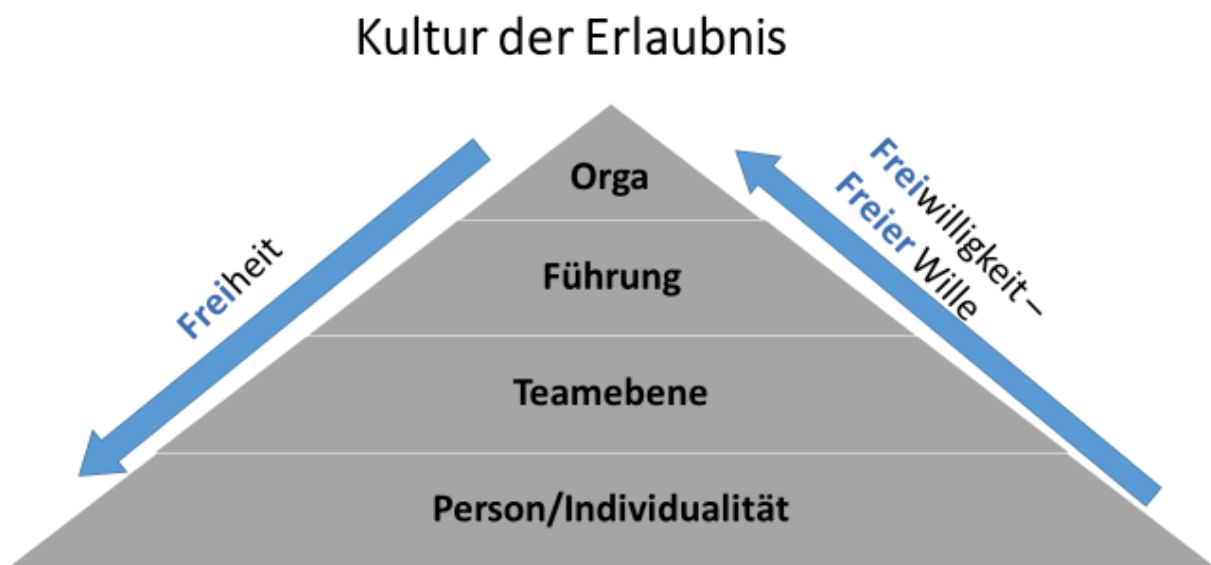 Kultur der Erlaubnis
Orga
Führung
Teamebene
Person/Individualität
Freiheit
Freiwilligkeit –
Freier Wille